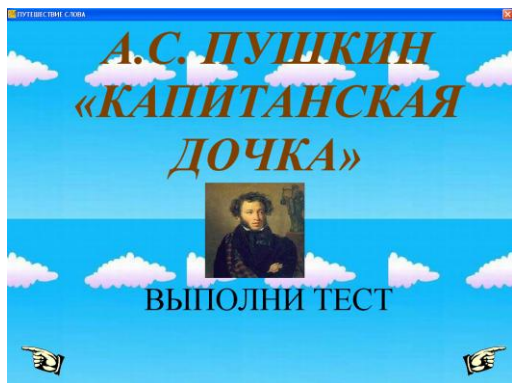 ПУТЕШЕСТВИЕ СЛОВА
А.С. ПУШКИН
«КАПИТАНСКАЯ
ДОЧКА»
ВЫПОЛНИ ТЕСТ